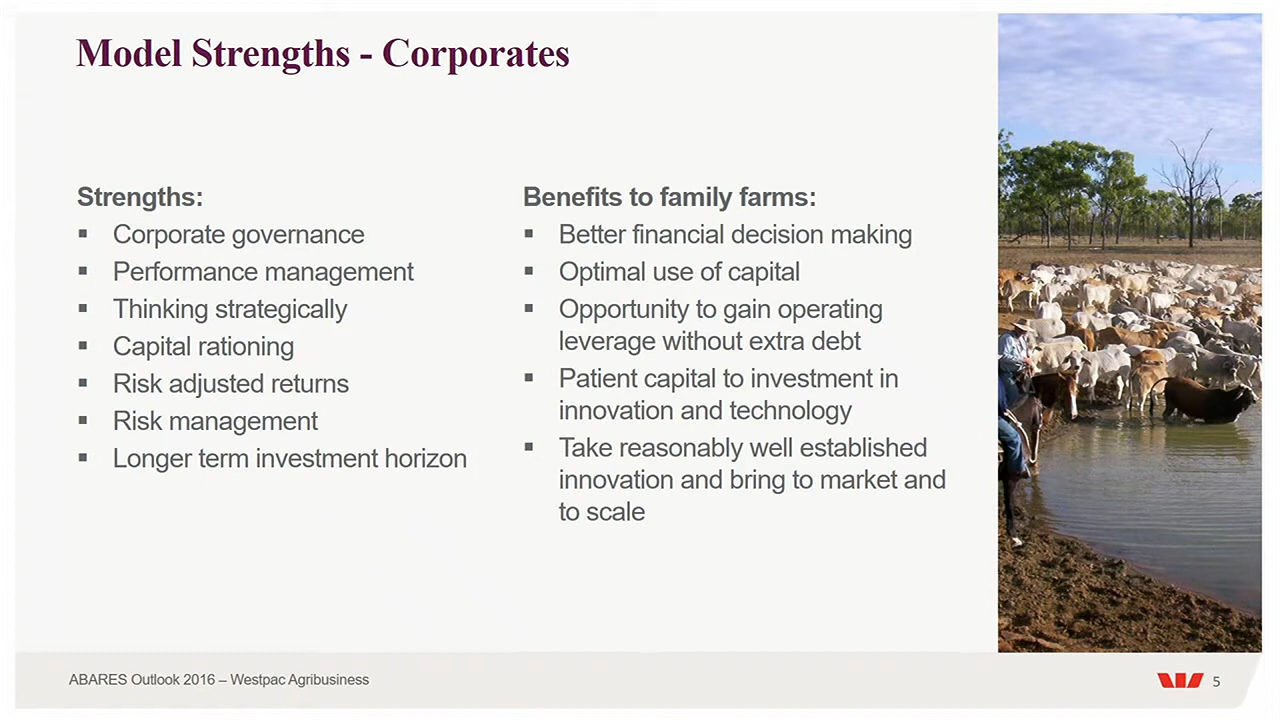 Model Strengths - Corporates
Strengths:
▪ Corporate governance
▪ Performance management
▪ Thinking strategically
▪ Capital rationing
▪ Risk adjusted returns
▪ Risk management
▪ Longer term investment horizon
Benefits to family farms:
▪ Better financial decision making
▪ Optimal use of capital
▪ Opportunity to gain operating
leverage without extra debt
▪ Patient capital to investment in
innovation and technology
▪ Take reasonably well established
innovation and bring to market and
to scale
ABARES Outlook 2016 – Westpac Agribusiness
5